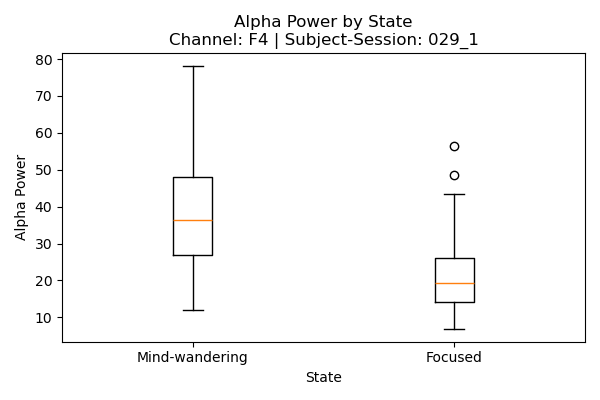 Alpha Power by State
Channel: F4 | Subject-Session: 029_1
80
70
60
50
40
30
20
10
Alpha Power
Mind-wandering
Focused
State